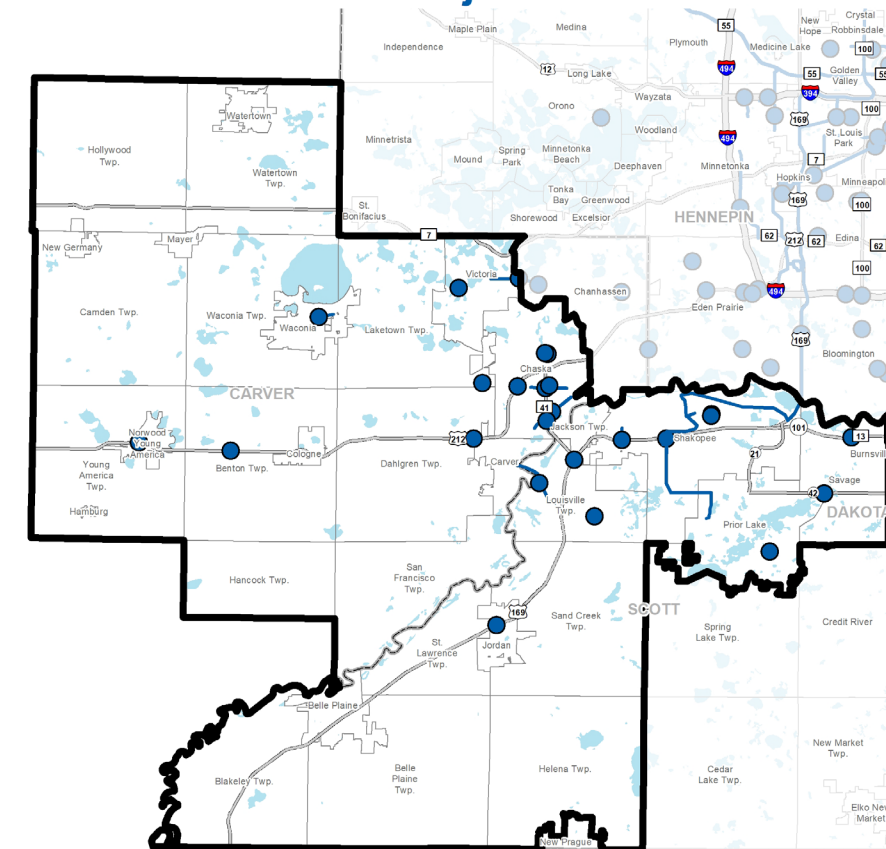 Crystal
New
Hope
Robbinsdale
Maple Plain
Medina
55
Independence
Plymouth
Medicine Lake
100
12
Long Lake
494
55
Golden
Valley
Orono
Wayzata
394
100
Watertown
Woodland
169
St. Louis
Park
Minnetrista
494
Hollywood
Twp.
Mound
Spring
Park
Minnetonka
Beach
Deephaven
Minnetonka
7
Watertown
Twp.
Hopkins
Tonka
Bay
Greenwood
169
100
St.
Bonifacius
Shorewood
Excelsior
HENNEPIN
7
62
212
62
Edina
62
New Germany
Mayer
100
Victoria
Chanhassen
494
Eden Prairie
Camden Twp.
Waconia Twp.
Waconia
Laketown Twp.
169
Bloomington
Chaska
CARVER
41
Jackson Twp.
101
Norwood
Young
America
212
Shakopee
13
Cologne
21
Burnsvill
Young
America
Twp.
Benton Twp.
Dahlgren Twp.
Carver
Savage
42
Louisville
Twp.
Hamburg
DAKOTA
Prior Lake
San
Francisco
Twp.
Hancock Twp.
169
SCOTT
Sand Creek
Twp.
Spring
Lake Twp.
Credit River
St.
Lawrence
Twp.
Jordan
Belle Plaine
New Market
Twp.
Blakeley Twp.
Belle
Plaine
Twp.
Helena Twp.
Cedar
Lake Twp.
Elko New
Market
New Prague